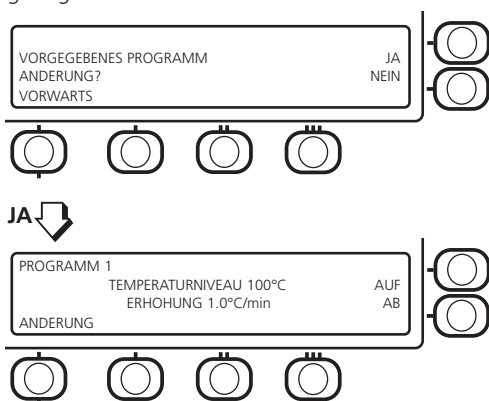 VORGEGEBENES PROGRAMM JA
ANDERUNG? NEIN
VORWARTS
JA
PROGRAMM 1
TEMPERATURNIVEAU 100°C AUF
ERHOHUNG 1.0°C/min AB
ANDERUNG